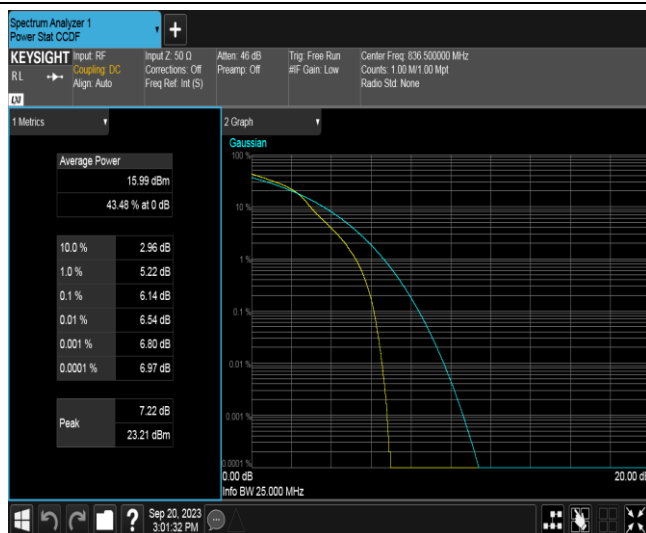 Spectrum Analyzer 1
Power Stat CCDF
KEYSIGHT
RL
Input: RF
Coupling: DC
Align: Auto
Input Z: 50 Ω
Corrections: Off
Freq Ref: Int (S)
Atten: 46 dB
Preamp: Off
Trig: Free Run
#IF Gain: Low
Center Freq: 836.500000 MHz
Counts: 1.00 M/1.00 Mpt
Radio Std: None
LXI
1 Metrics
Average Power
15.99 dBm
43.48 % at 0 dB
10.0 % 2.96 dB
1.0 % 5.22 dB
0.1 % 6.14 dB
0.01 % 6.54 dB
0.001 % 6.80 dB
0.0001 % 6.97 dB
Peak
7.22 dB
23.21 dBm
2 Graph
Gaussian
100 %
10 %
1 %
0.1 %
0.01 %
0.001 %
0.0001 %
0.00 dB
20.00 dB
Info BW 25.000 MHz
?
Sep 20, 2023
3:01:32 PM